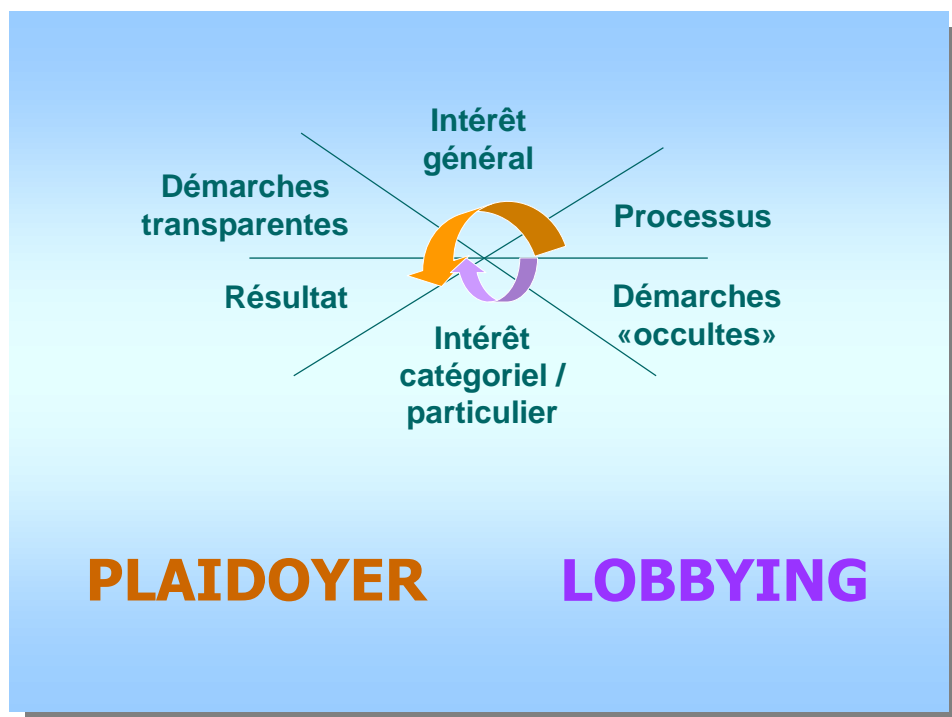 Intérêt
général
Démarches
transparentes
Processus
Résultat
Démarches
«occultes»
Intérêt
catégoriel /
particulier
PLAIDOYER
LOBBYING